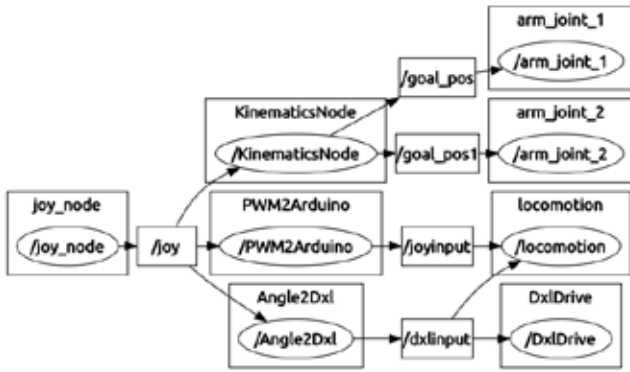 arm_joint_1
/arm_joint_1
/goal_pos
KinematicsNode
/KinematicsNode
/goal_pos1
arm_joint_2
/arm_joint_2
joy_node
/joy_node
/joy
PWM2Arduino
/PWM2Arduino
/joyinput
locomotion
/locomotion
Angle2Dxl
/Angle2Dxl
/dxlinput
DxlDrive
/DxlDrive